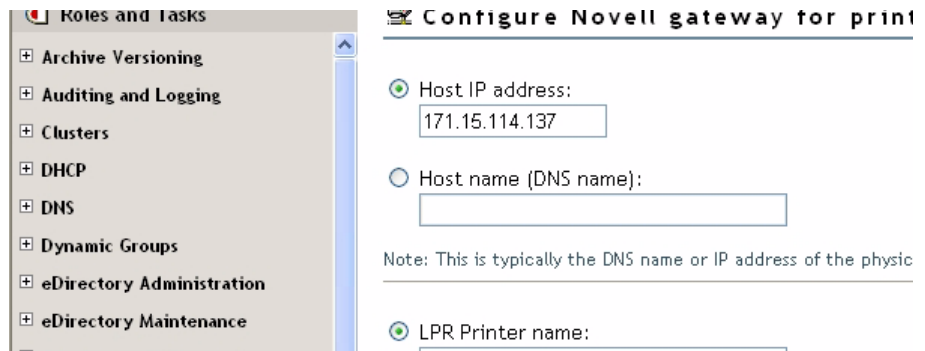 Roles and Tasks
Archive Versioning
Auditing and Logging
Clusters
DHCP
DNS
Dynamic Groups
eDirectory Administration
eDirectory Maintenance
Configure Novell gateway for print
Host IP address:
171.15.114.137
Host name (DNS name):
Note: This is typically the DNS name or IP address of the physic
LPR Printer name: